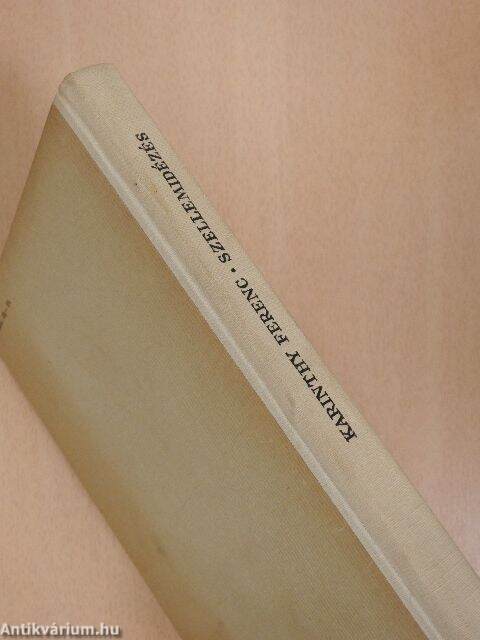 KARINTHY FERENC • SZELLEMIDÉZÉS
Antikvárium.hu